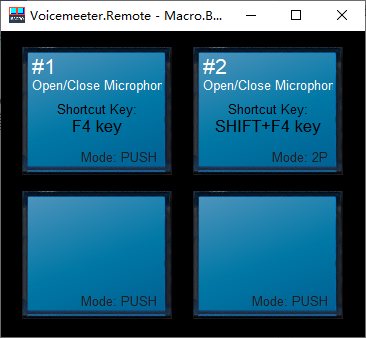 Voicemeeter.Remote - Macro.B...
MACRO
#1
Open/Close Microphor
Shortcut Key:
F4 key
Mode: PUSH
#2
Open/Close Microphor
Shortcut Key:
SHIFT+F4 key
Mode: 2P
Mode: PUSH
Mode: PUSH